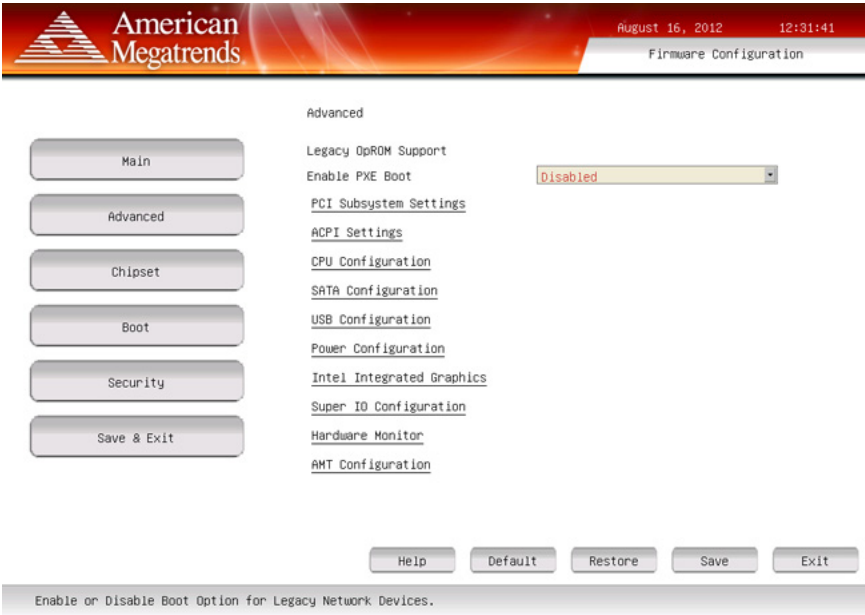 American
Megatrends
August 16, 2012 12:31:41
Firmware Configuration
Main
Advanced
Chipset
Boot
Security
Save & Exit
Advanced
Legacy OpROM Support
Enable PXE Boot Disabled
PCI Subsystem Settings
ACPI Settings
CPU Configuration
SATA Configuration
USB Configuration
Power Configuration
Intel Integrated Graphics
Super IO Configuration
Hardware Monitor
AMT Configuration
Help Default Restore Save Exit
Enable or Disable Boot Option for Legacy Network Devices.